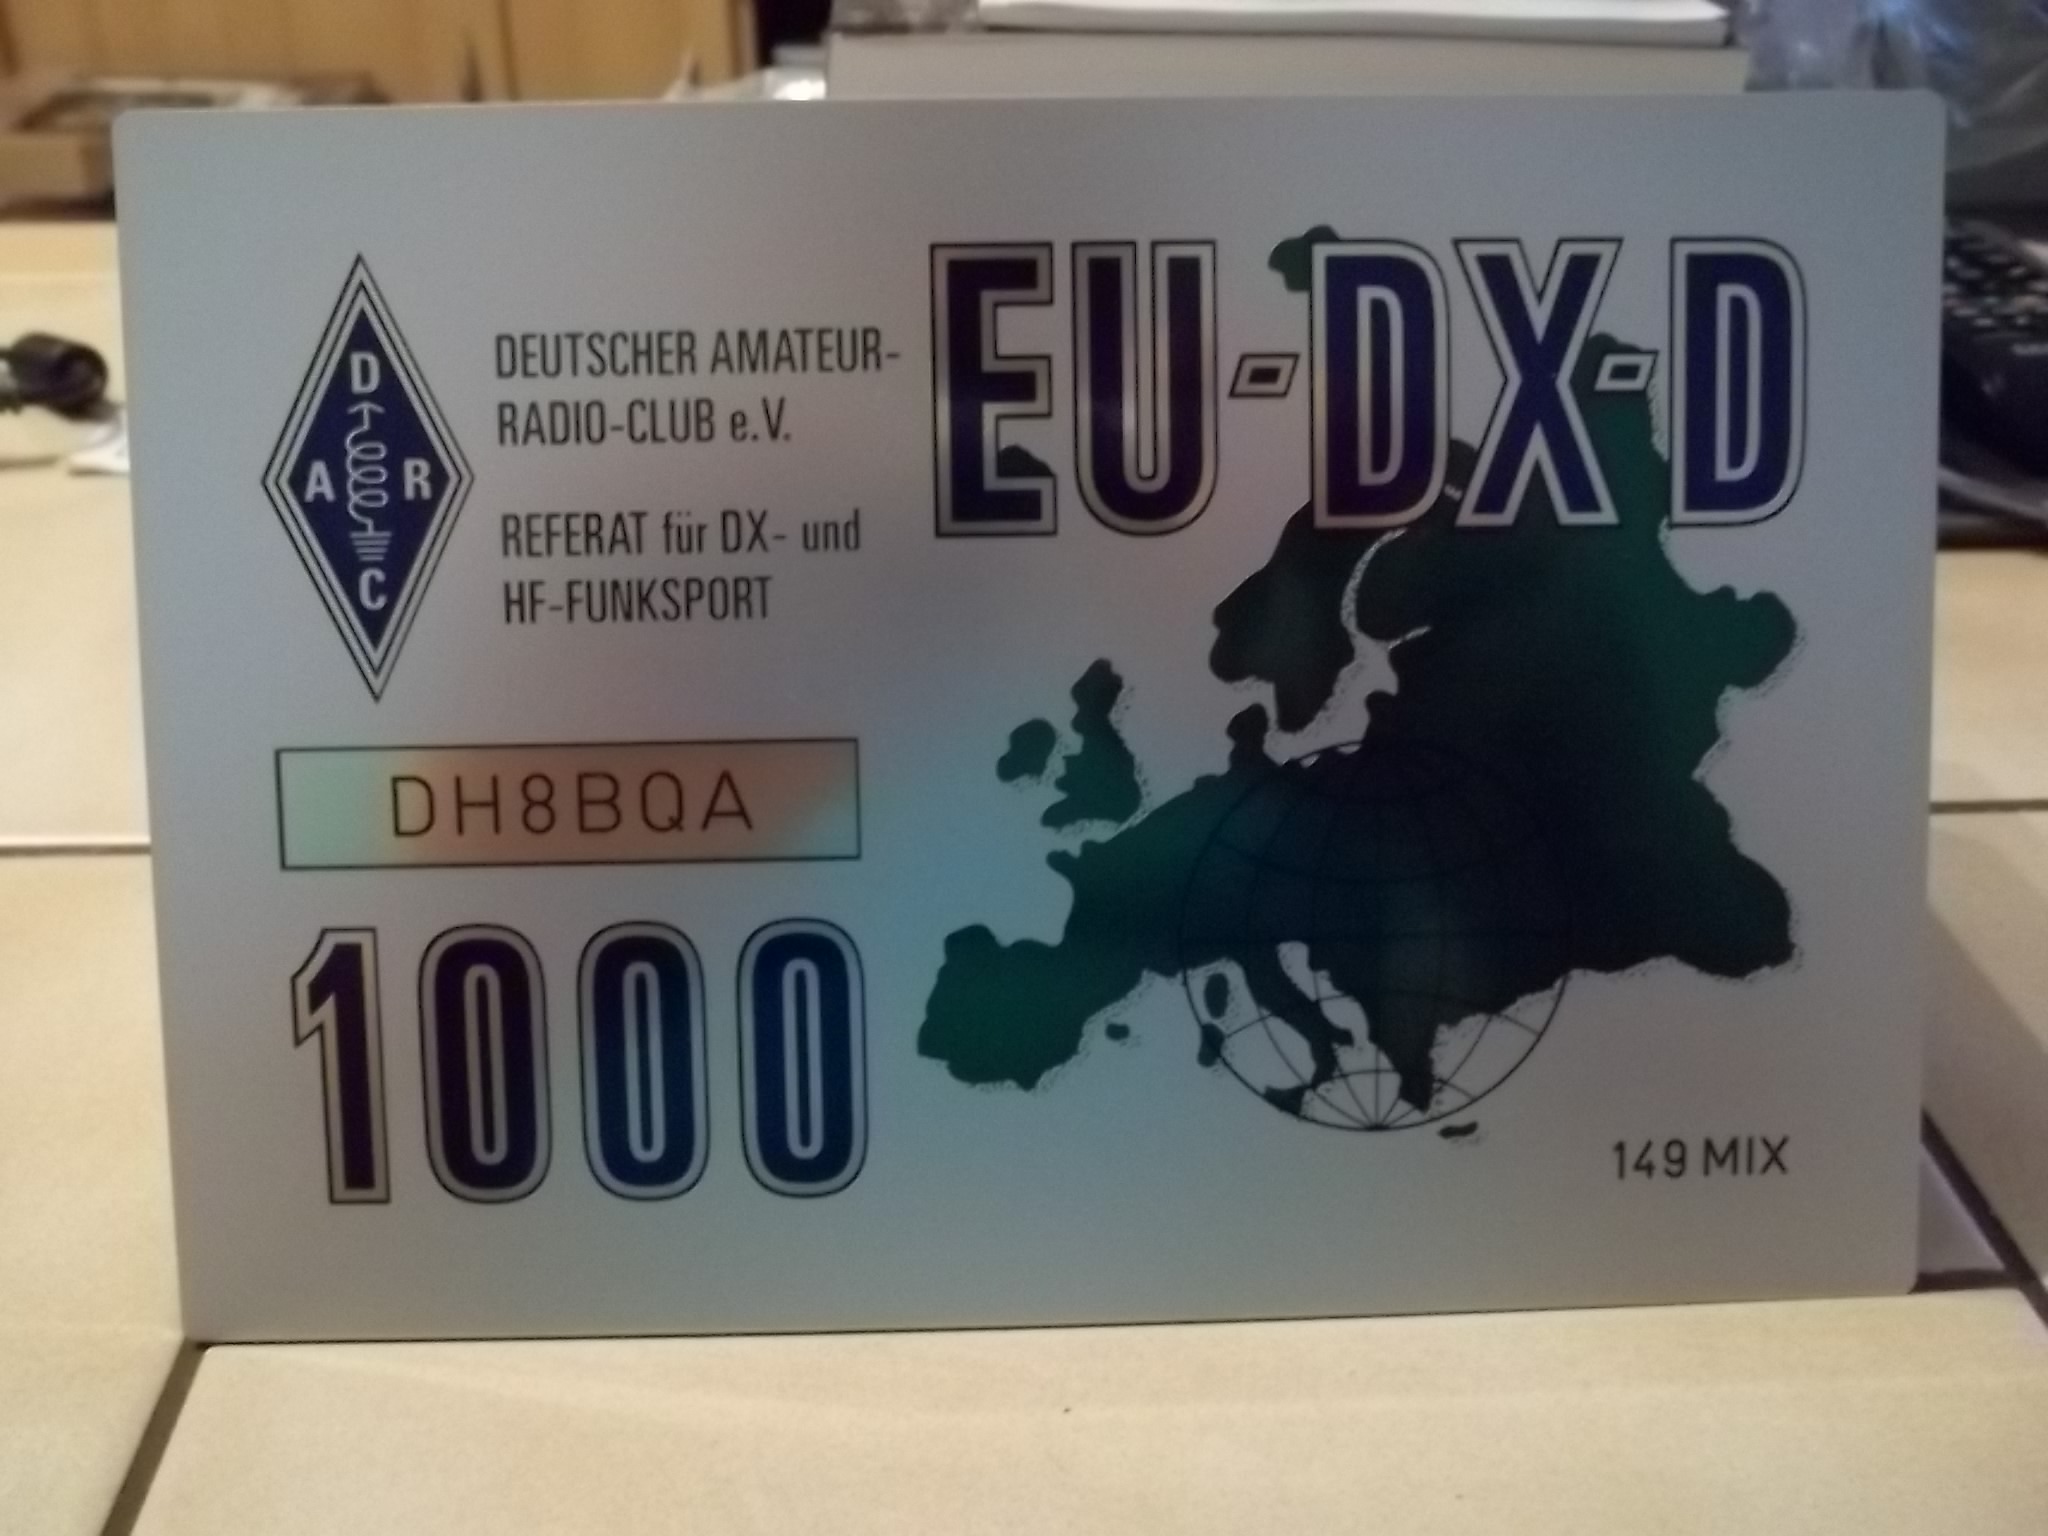 D
A R
C
DEUTSCHER AMATEUR-
RADIO-CLUB e.V.
REFERAT für DX- und
HF-FUNKSPORT
EU-DX-D
DH8BQA
1000
149 MIX